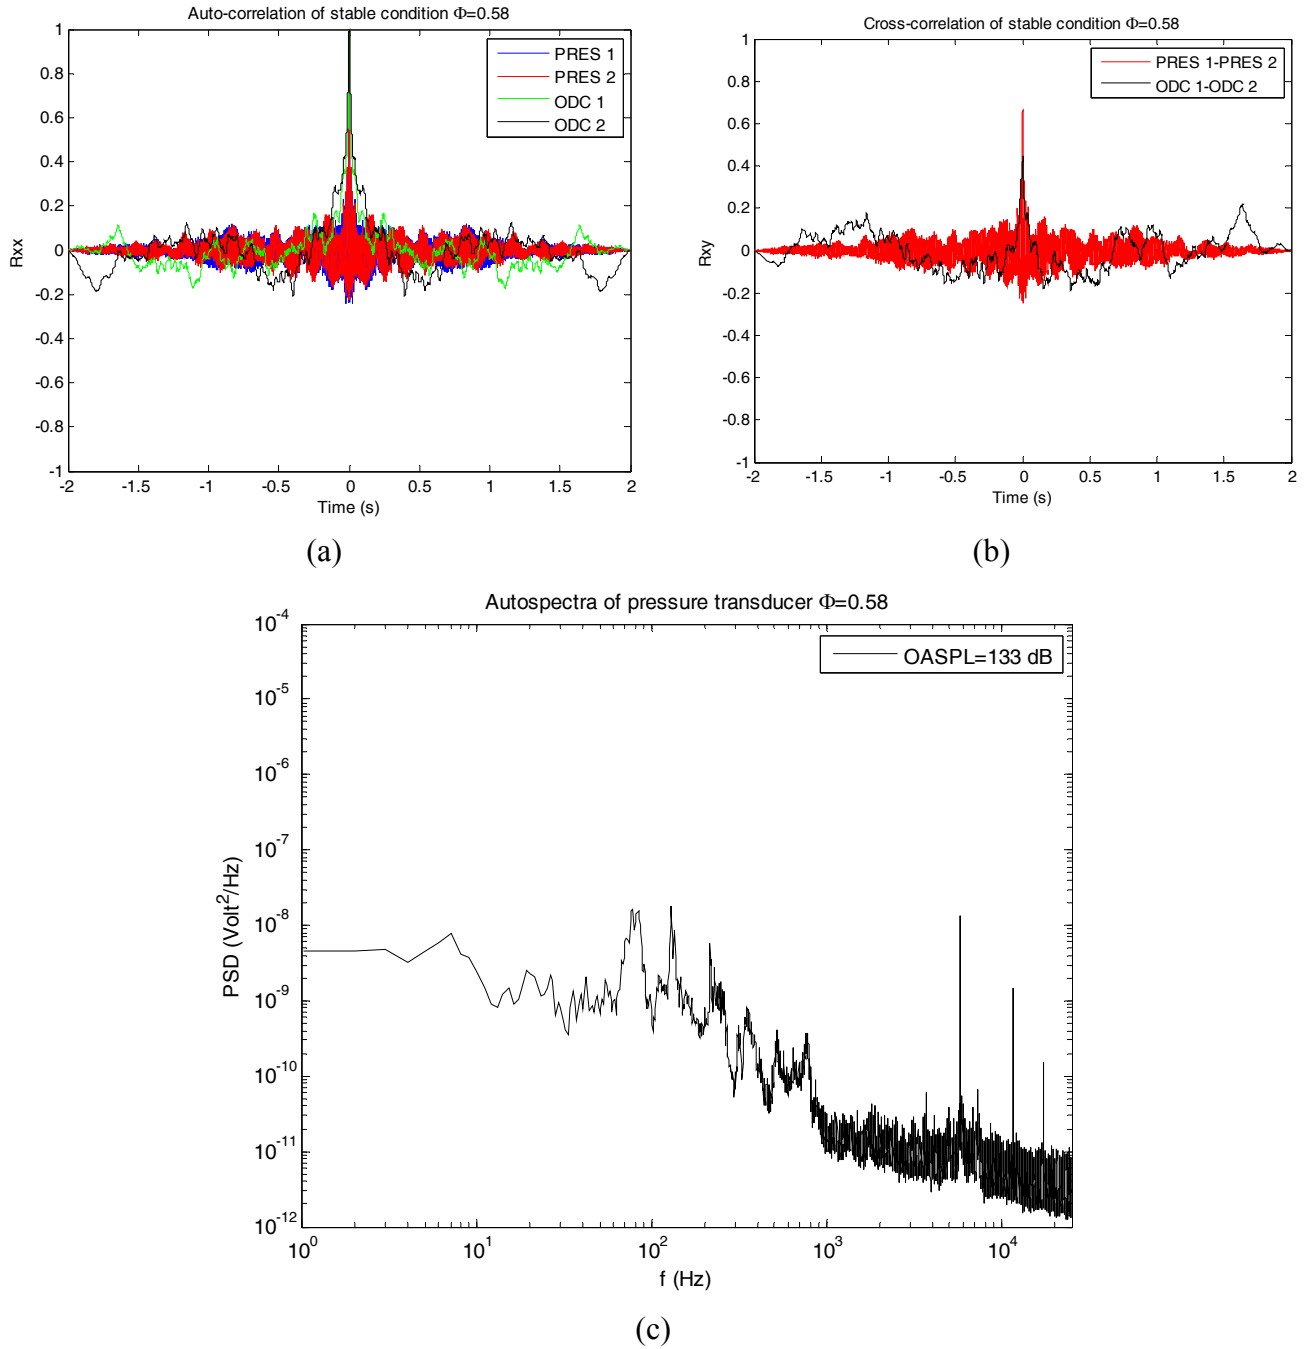 Auto-correlation of stable condition Φ=0.58
PRES 1
PRES 2
ODC 1
ODC 2
1
0.8
0.6
0.4
0.2
0
-0.2
-0.4
-0.6
-0.8
-1
Rxx
-2 -1.5 -1 -0.5 0 0.5 1 1.5 2
Time (s)
(a)
Cross-correlation of stable condition Φ=0.58
PRES 1-PRES 2
ODC 1-ODC 2
1
0.8
0.6
0.4
0.2
0
-0.2
-0.4
-0.6
-0.8
-1
Rxy
-2 -1.5 -1 -0.5 0 0.5 1 1.5 2
Time (s)
(b)
Autospectra of pressure transducer Φ=0.58
OASPL=133 dB
10⁻⁴
10⁻⁵
10⁻⁶
10⁻⁷
10⁻⁸
10⁻⁹
10⁻¹⁰
10⁻¹¹
10⁻¹²
PSD (Volt²/Hz)
10⁰ 10¹ 10² 10³ 10⁴
f (Hz)
(c)